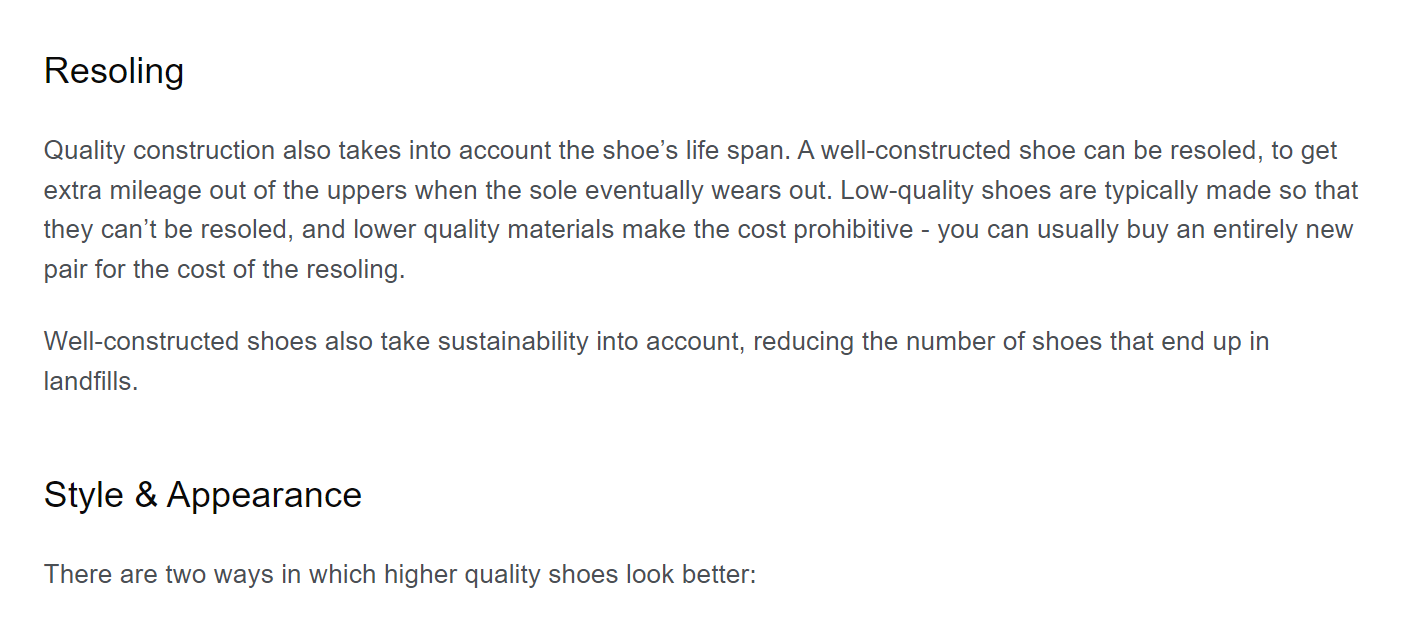 Resoling
Quality construction also takes into account the shoe’s life span. A well-constructed shoe can be resoled, to get
extra mileage out of the uppers when the sole eventually wears out. Low-quality shoes are typically made so that
they can’t be resoled, and lower quality materials make the cost prohibitive - you can usually buy an entirely new
pair for the cost of the resoling.
Well-constructed shoes also take sustainability into account, reducing the number of shoes that end up in
landfills.
Style & Appearance
There are two ways in which higher quality shoes look better: